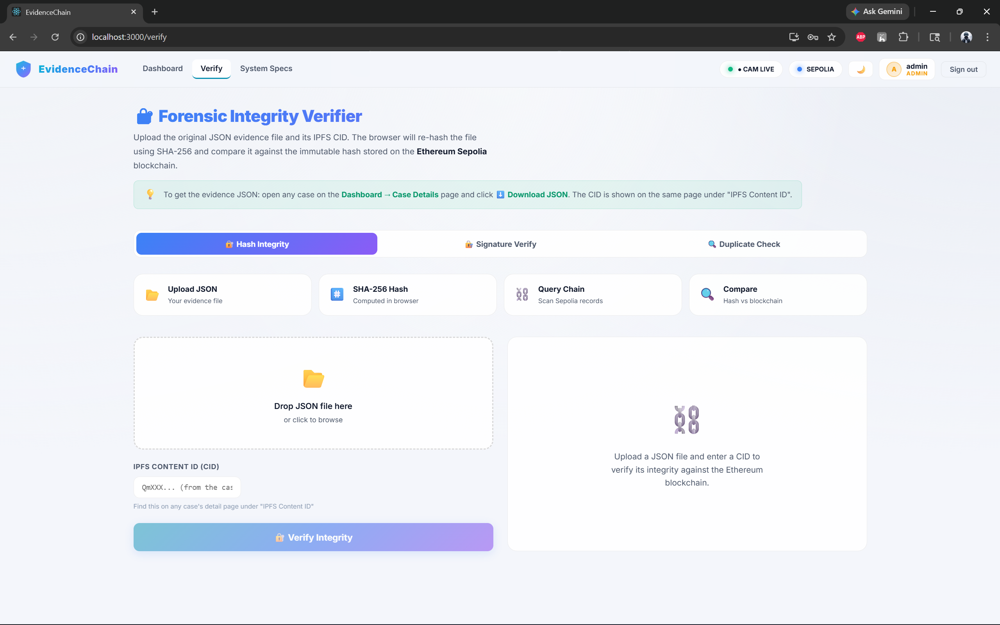 EvidenceChain
Ask Gemini
localhost:3000/verify
ABP
EvidenceChain
Dashboard
Verify
System Specs
● CAM LIVE
SEPOLIA
A
admin
ADMIN
Sign out
Forensic Integrity Verifier
Upload the original JSON evidence file and its IPFS CID. The browser will re-hash the file
using SHA-256 and compare it against the immutable hash stored on the Ethereum Sepolia
blockchain.
To get the evidence JSON: open any case on the Dashboard → Case Details page and click ⬇ Download JSON. The CID is shown on the same page under "IPFS Content ID".
Hash Integrity
Signature Verify
Duplicate Check
Upload JSON
Your evidence file
SHA-256 Hash
Computed in browser
Query Chain
Scan Sepolia records
Compare
Hash vs blockchain
Drop JSON file here
or click to browse
IPFS CONTENT ID (CID)
QmXXX... (from the cas
Find this on any case's detail page under "IPFS Content ID"
Verify Integrity
Upload a JSON file and enter a CID to
verify its integrity against the Ethereum
blockchain.